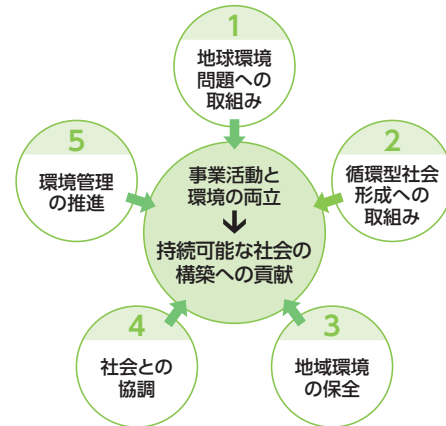 1
地球環境
問題への
取組み
2
循環型社会
形成への
取組み
3
地域環境
の保全
4
社会との
協調
5
環境管理
の推進
事業活動と
環境の両立
↓
持続可能な社会の
構築への貢献